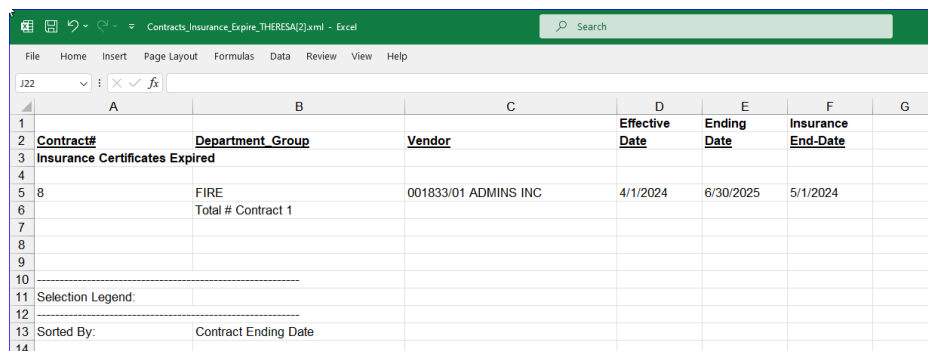 Contracts_Insurance_Expire_THERESA[2].xml - Excel
Search
File Home Insert Page Layout Formulas Data Review View Help
J22 fx
A B C D E F G
1 Effective Ending Insurance
2 Contract# Department_Group Vendor Date Date End-Date
3 Insurance Certificates Expired
4
5 8 FIRE 001833/01 ADMINS INC 4/1/2024 6/30/2025 5/1/2024
6 Total # Contract 1
7
8
9
10 ----------------------------------------------------------
11 Selection Legend:
12 ----------------------------------------------------------
13 Sorted By: Contract Ending Date
14